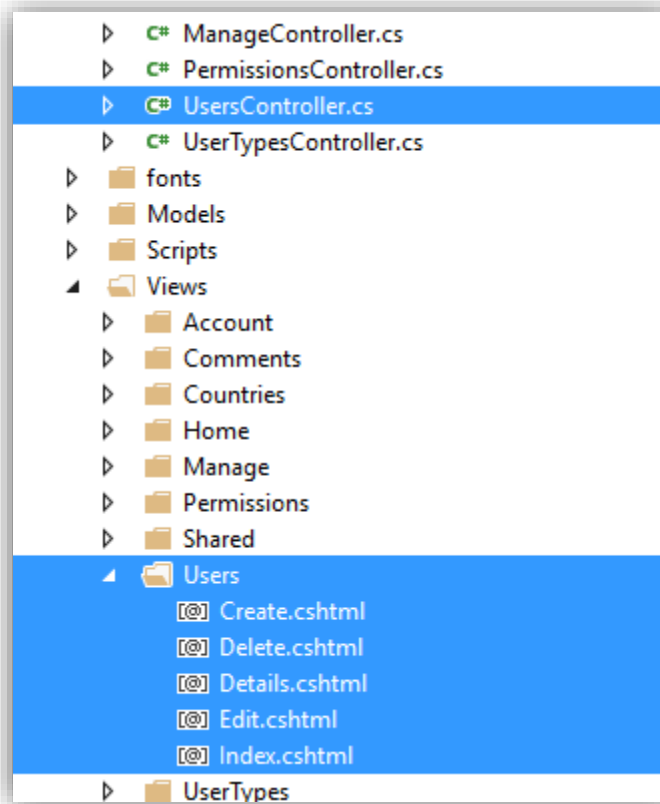 C# ManageController.cs
C# PermissionsController.cs
C# UsersController.cs
C# UserTypesController.cs
fonts
Models
Scripts
Views
Account
Comments
Countries
Home
Manage
Permissions
Shared
Users
[@] Create.cshtml
[@] Delete.cshtml
[@] Details.cshtml
[@] Edit.cshtml
[@] Index.cshtml
UserTypes